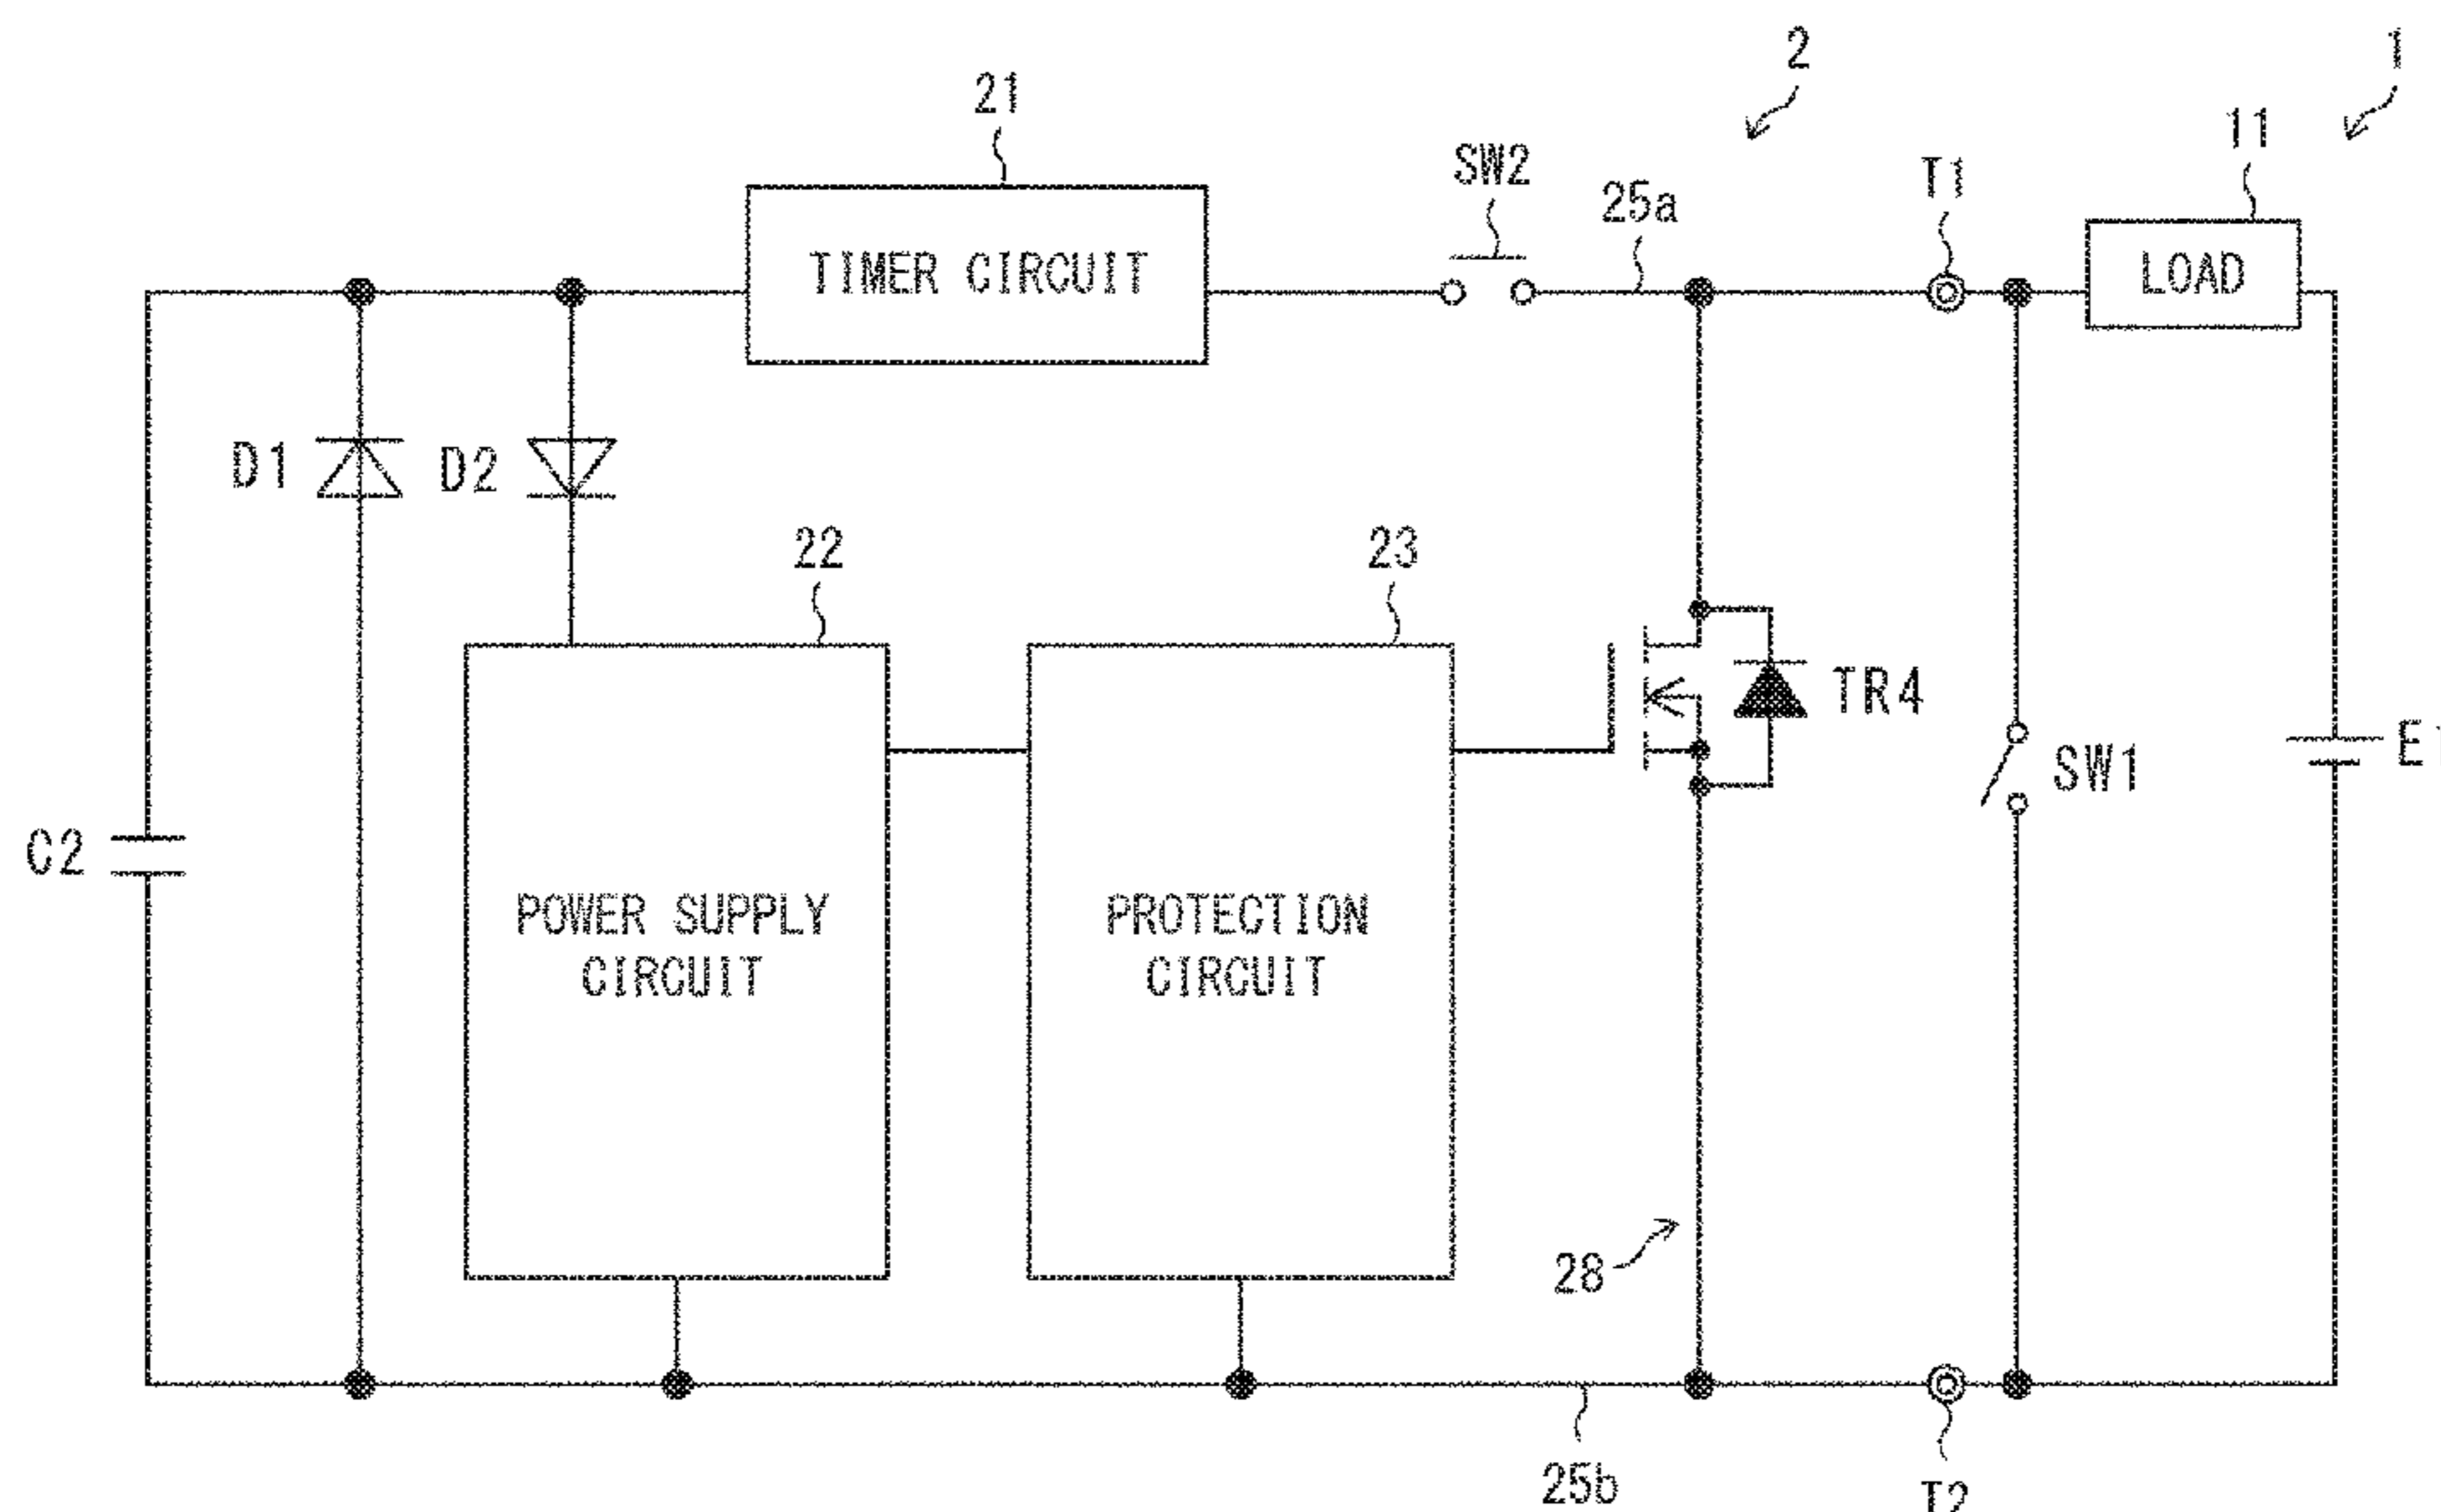 2
1
21
11
SW2
T1
25a
TIMER CIRCUIT
LOAD
D1
D2
22
23
TR4
SW1
C2
POWER SUPPLY
CIRCUIT
PROTECTION
CIRCUIT
28
25b
T2